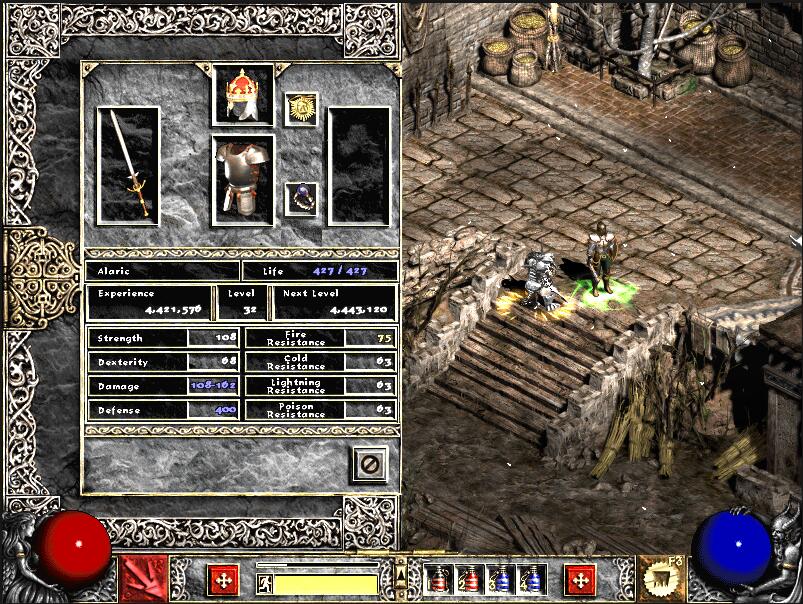 Alaric
Life 427 / 427
Experience
4,421,576
Level
32
Next Level
4,443,120
Strength 108
Fire Resistance 75
Dexterity 68
Cold Resistance 63
Damage 108-162
Lightning Resistance 63
Defense 400
Poison Resistance 63
F3